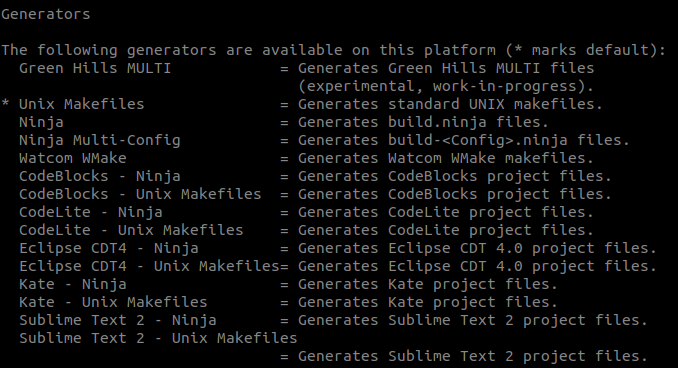 Generators

The following generators are available on this platform (* marks default):
  Green Hills MULTI            = Generates Green Hills MULTI files
                                 (experimental, work-in-progress).
* Unix Makefiles               = Generates standard UNIX makefiles.
  Ninja                        = Generates build.ninja files.
  Ninja Multi-Config           = Generates build-<Config>.ninja files.
  Watcom WMake                 = Generates Watcom WMake makefiles.
  CodeBlocks - Ninja           = Generates CodeBlocks project files.
  CodeBlocks - Unix Makefiles  = Generates CodeBlocks project files.
  CodeLite - Ninja             = Generates CodeLite project files.
  CodeLite - Unix Makefiles    = Generates CodeLite project files.
  Eclipse CDT4 - Ninja         = Generates Eclipse CDT 4.0 project files.
  Eclipse CDT4 - Unix Makefiles= Generates Eclipse CDT 4.0 project files.
  Kate - Ninja                 = Generates Kate project files.
  Kate - Unix Makefiles        = Generates Kate project files.
  Sublime Text 2 - Ninja       = Generates Sublime Text 2 project files.
  Sublime Text 2 - Unix Makefiles
                               = Generates Sublime Text 2 project files.